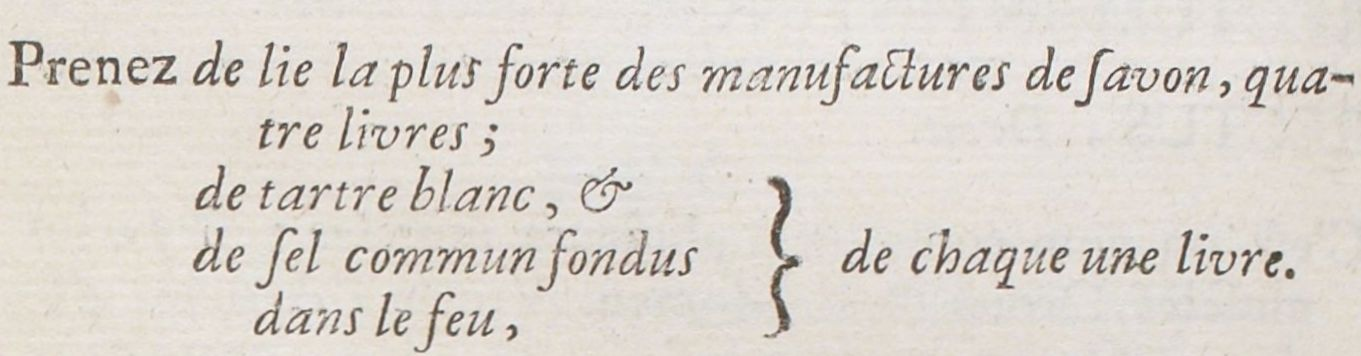 Prenez de lie la plus forte des manufactures de ſavon, qua-
tre livres ;
de tartre blanc, &
de ſel commun fondus } de chaque une livre.
dans le feu,